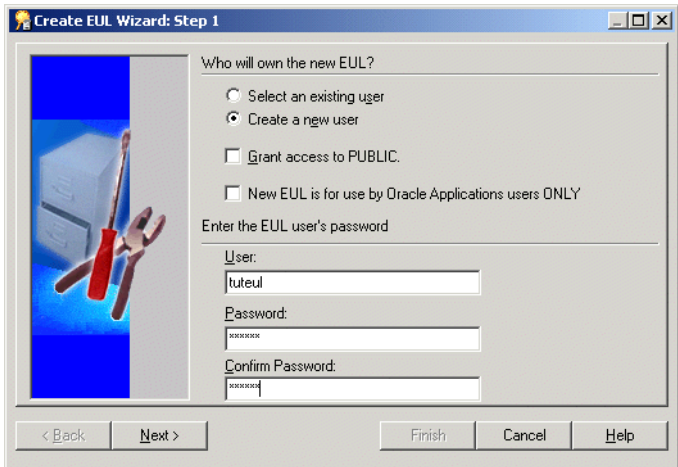 Create EUL Wizard: Step 1
Who will own the new EUL?
Select an existing user
Create a new user
Grant access to PUBLIC.
New EUL is for use by Oracle Applications users ONLY
Enter the EUL user's password
User:
tuteul
Password:
******
Confirm Password:
******
< Back
Next >
Finish
Cancel
Help